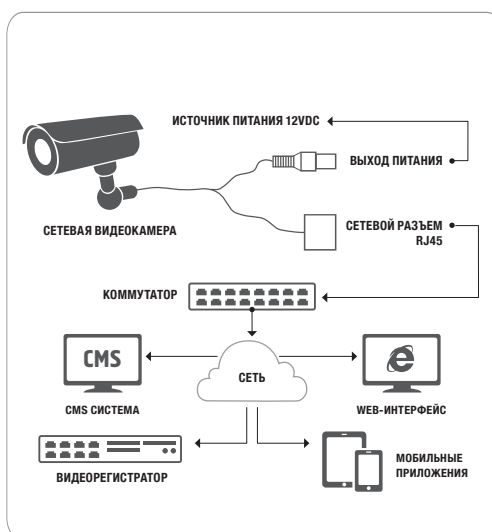 ИСТОЧНИК ПИТАНИЯ 12VDC
ВЫХОД ПИТАНИЯ
СЕТЕВАЯ ВИДЕОКАМЕРА
СЕТЕВОЙ РАЗЪЕМ
RJ45
КОММУТАТОР
CMS
СЕТЬ
CMS СИСТЕМА
WEB-ИНТЕРФЕЙС
ВИДЕОРЕГИСТРАТОР
МОБИЛЬНЫЕ
ПРИЛОЖЕНИЯ